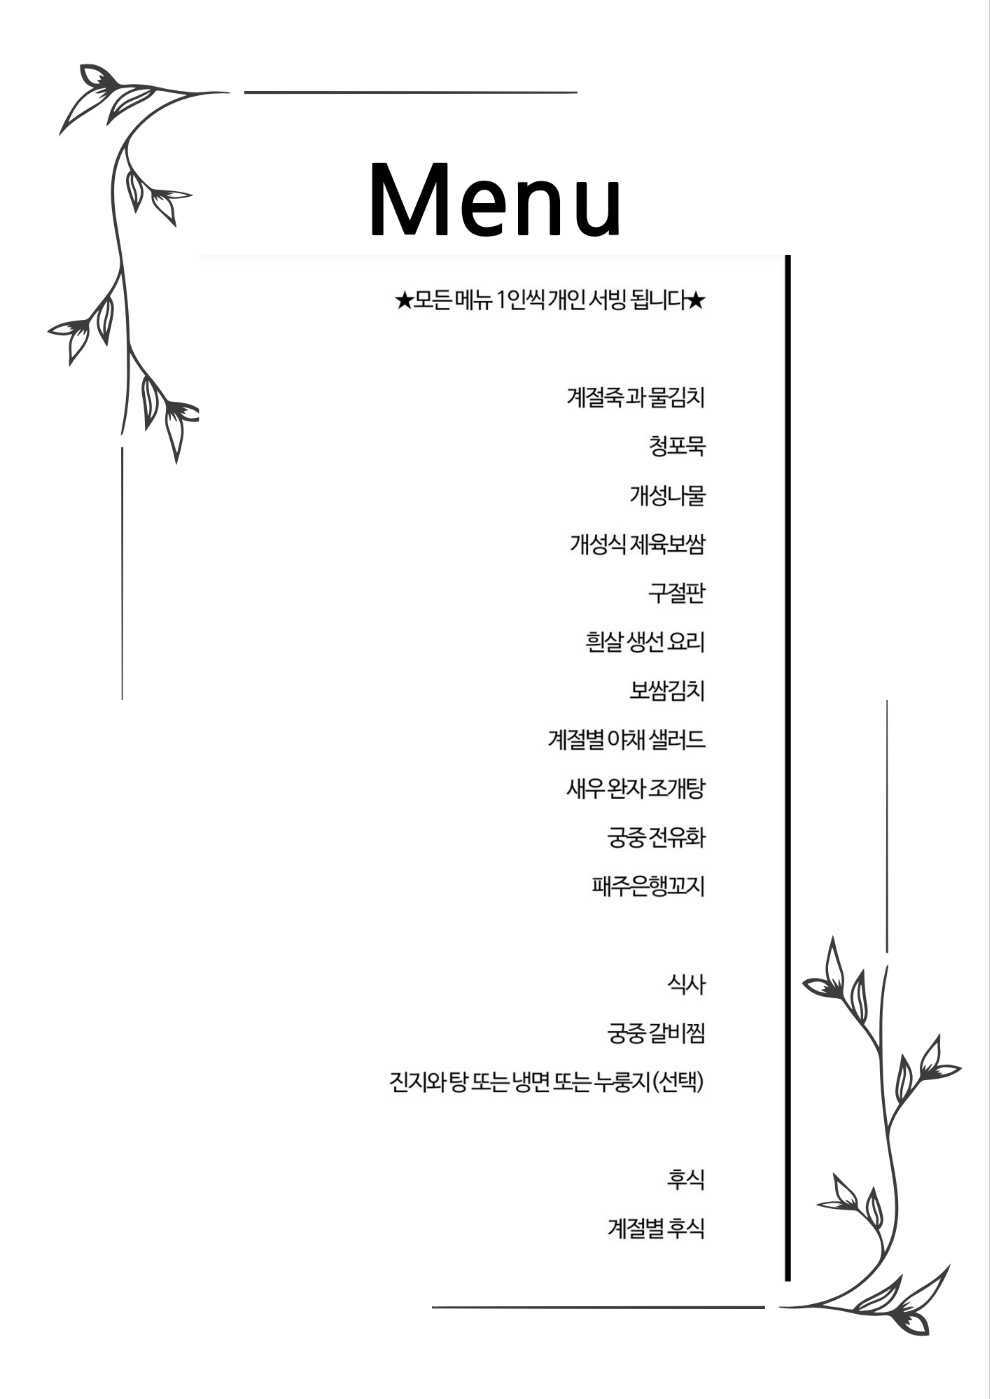 Menu
★모든 메뉴 1인씩 개인 서빙 됩니다★
계절죽 과 물김치
청포묵
개성나물
개성식 제육보쌈
구절판
흰살 생선 요리
보쌈김치
계절별 야채 샐러드
새우 완자 조개탕
궁중 전유화
패주은행꼬지
식사
궁중 갈비찜
진지와 탕 또는 냉면 또는 누룽지(선택)
후식
계절별 후식